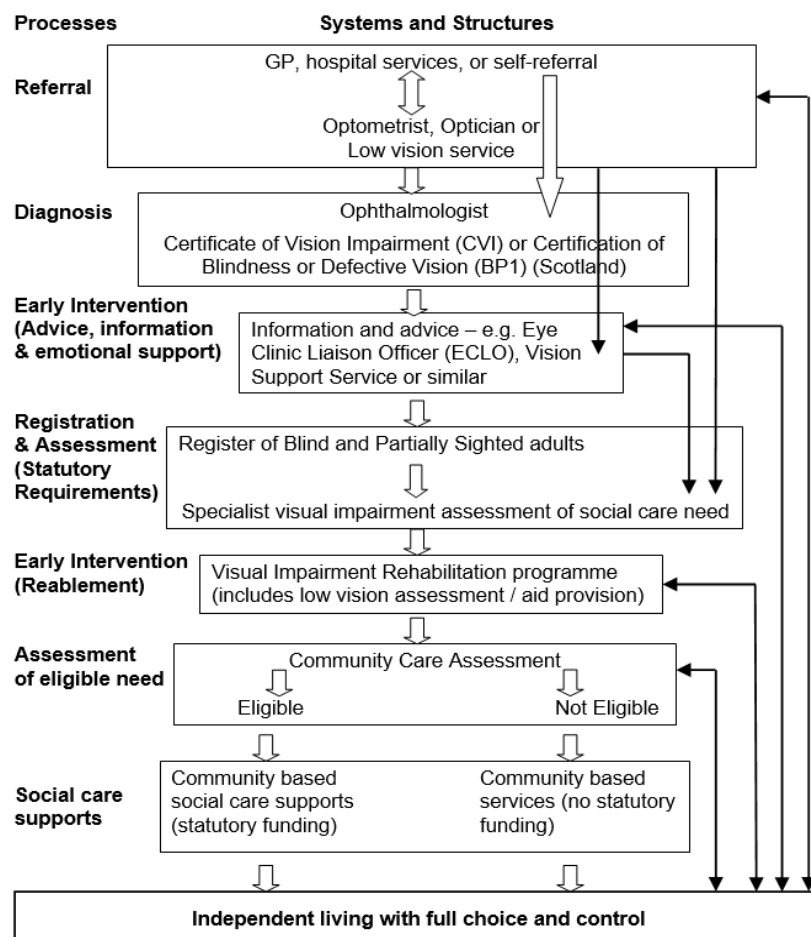 Processes
Systems and Structures
Referral
GP, hospital services, or self-referral
Optometrist, Optician or
Low vision service
Diagnosis
Ophthalmologist
Certificate of Vision Impairment (CVI) or Certification of
Blindness or Defective Vision (BP1) (Scotland)
Early Intervention
(Advice, information
& emotional support)
Information and advice – e.g. Eye
Clinic Liaison Officer (ECLO), Vision
Support Service or similar
Registration
& Assessment
(Statutory
Requirements)
Register of Blind and Partially Sighted adults
Specialist visual impairment assessment of social care need
Early Intervention
(Reablement)
Visual Impairment Rehabilitation programme
(includes low vision assessment / aid provision)
Assessment
of eligible need
Community Care Assessment
Eligible
Not Eligible
Social care
supports
Community based
social care supports
(statutory funding)
Community based
services (no statutory
funding)
Independent living with full choice and control